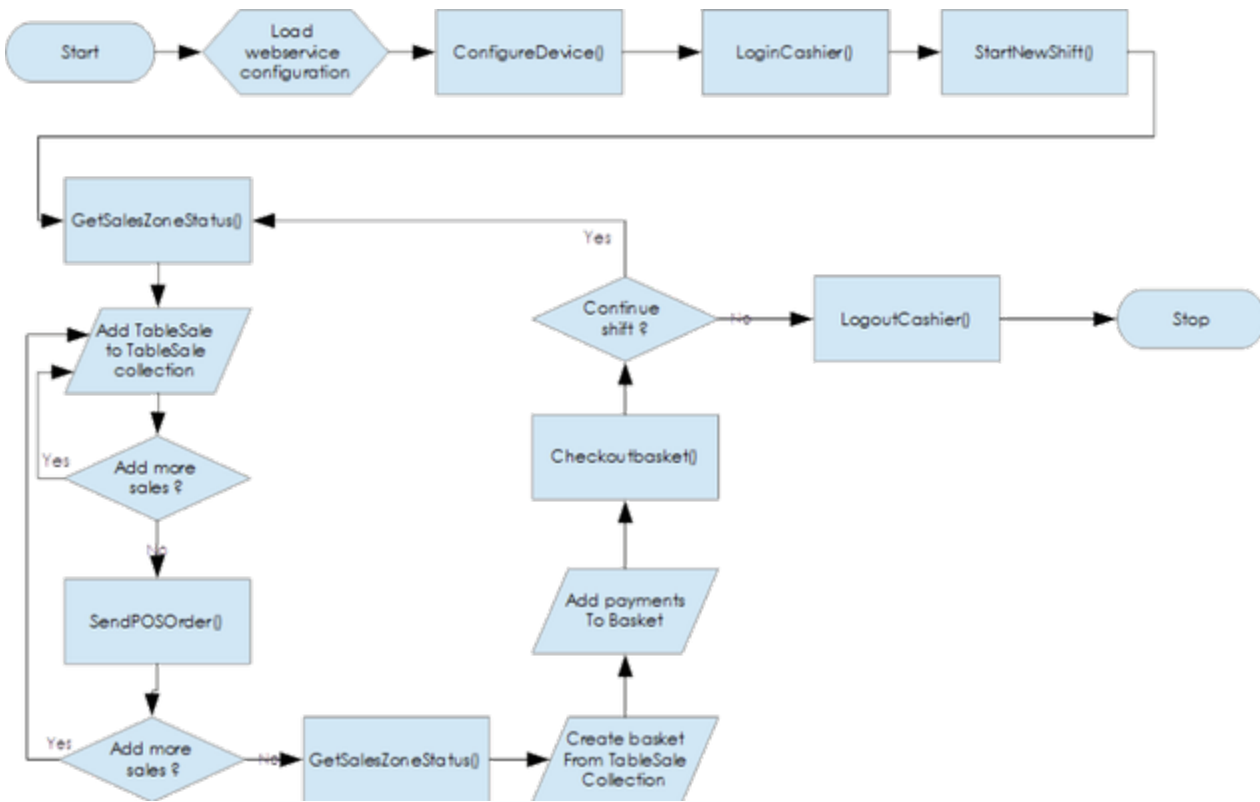 Start
Load
webservice
configuration
ConfigureDevice()
LoginCashier()
StartNewShift()
GetSalesZoneStatus()
Yes
Continue
shift ?
No
LogoutCashier()
Stop
Add TableSale
to TableSale
collection
Yes
Add more
sales ?
Checkoutbasket()
No
SendPOSOrder()
Add payments
To Basket
Yes
Add more
sales ?
No
GetSalesZoneStatus()
Create basket
From TableSale
Collection